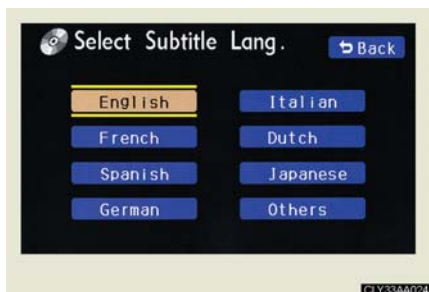 Select Subtitle Lang.
Back
English
Italian
French
Dutch
Spanish
Japanese
German
Others
CLY33AA024